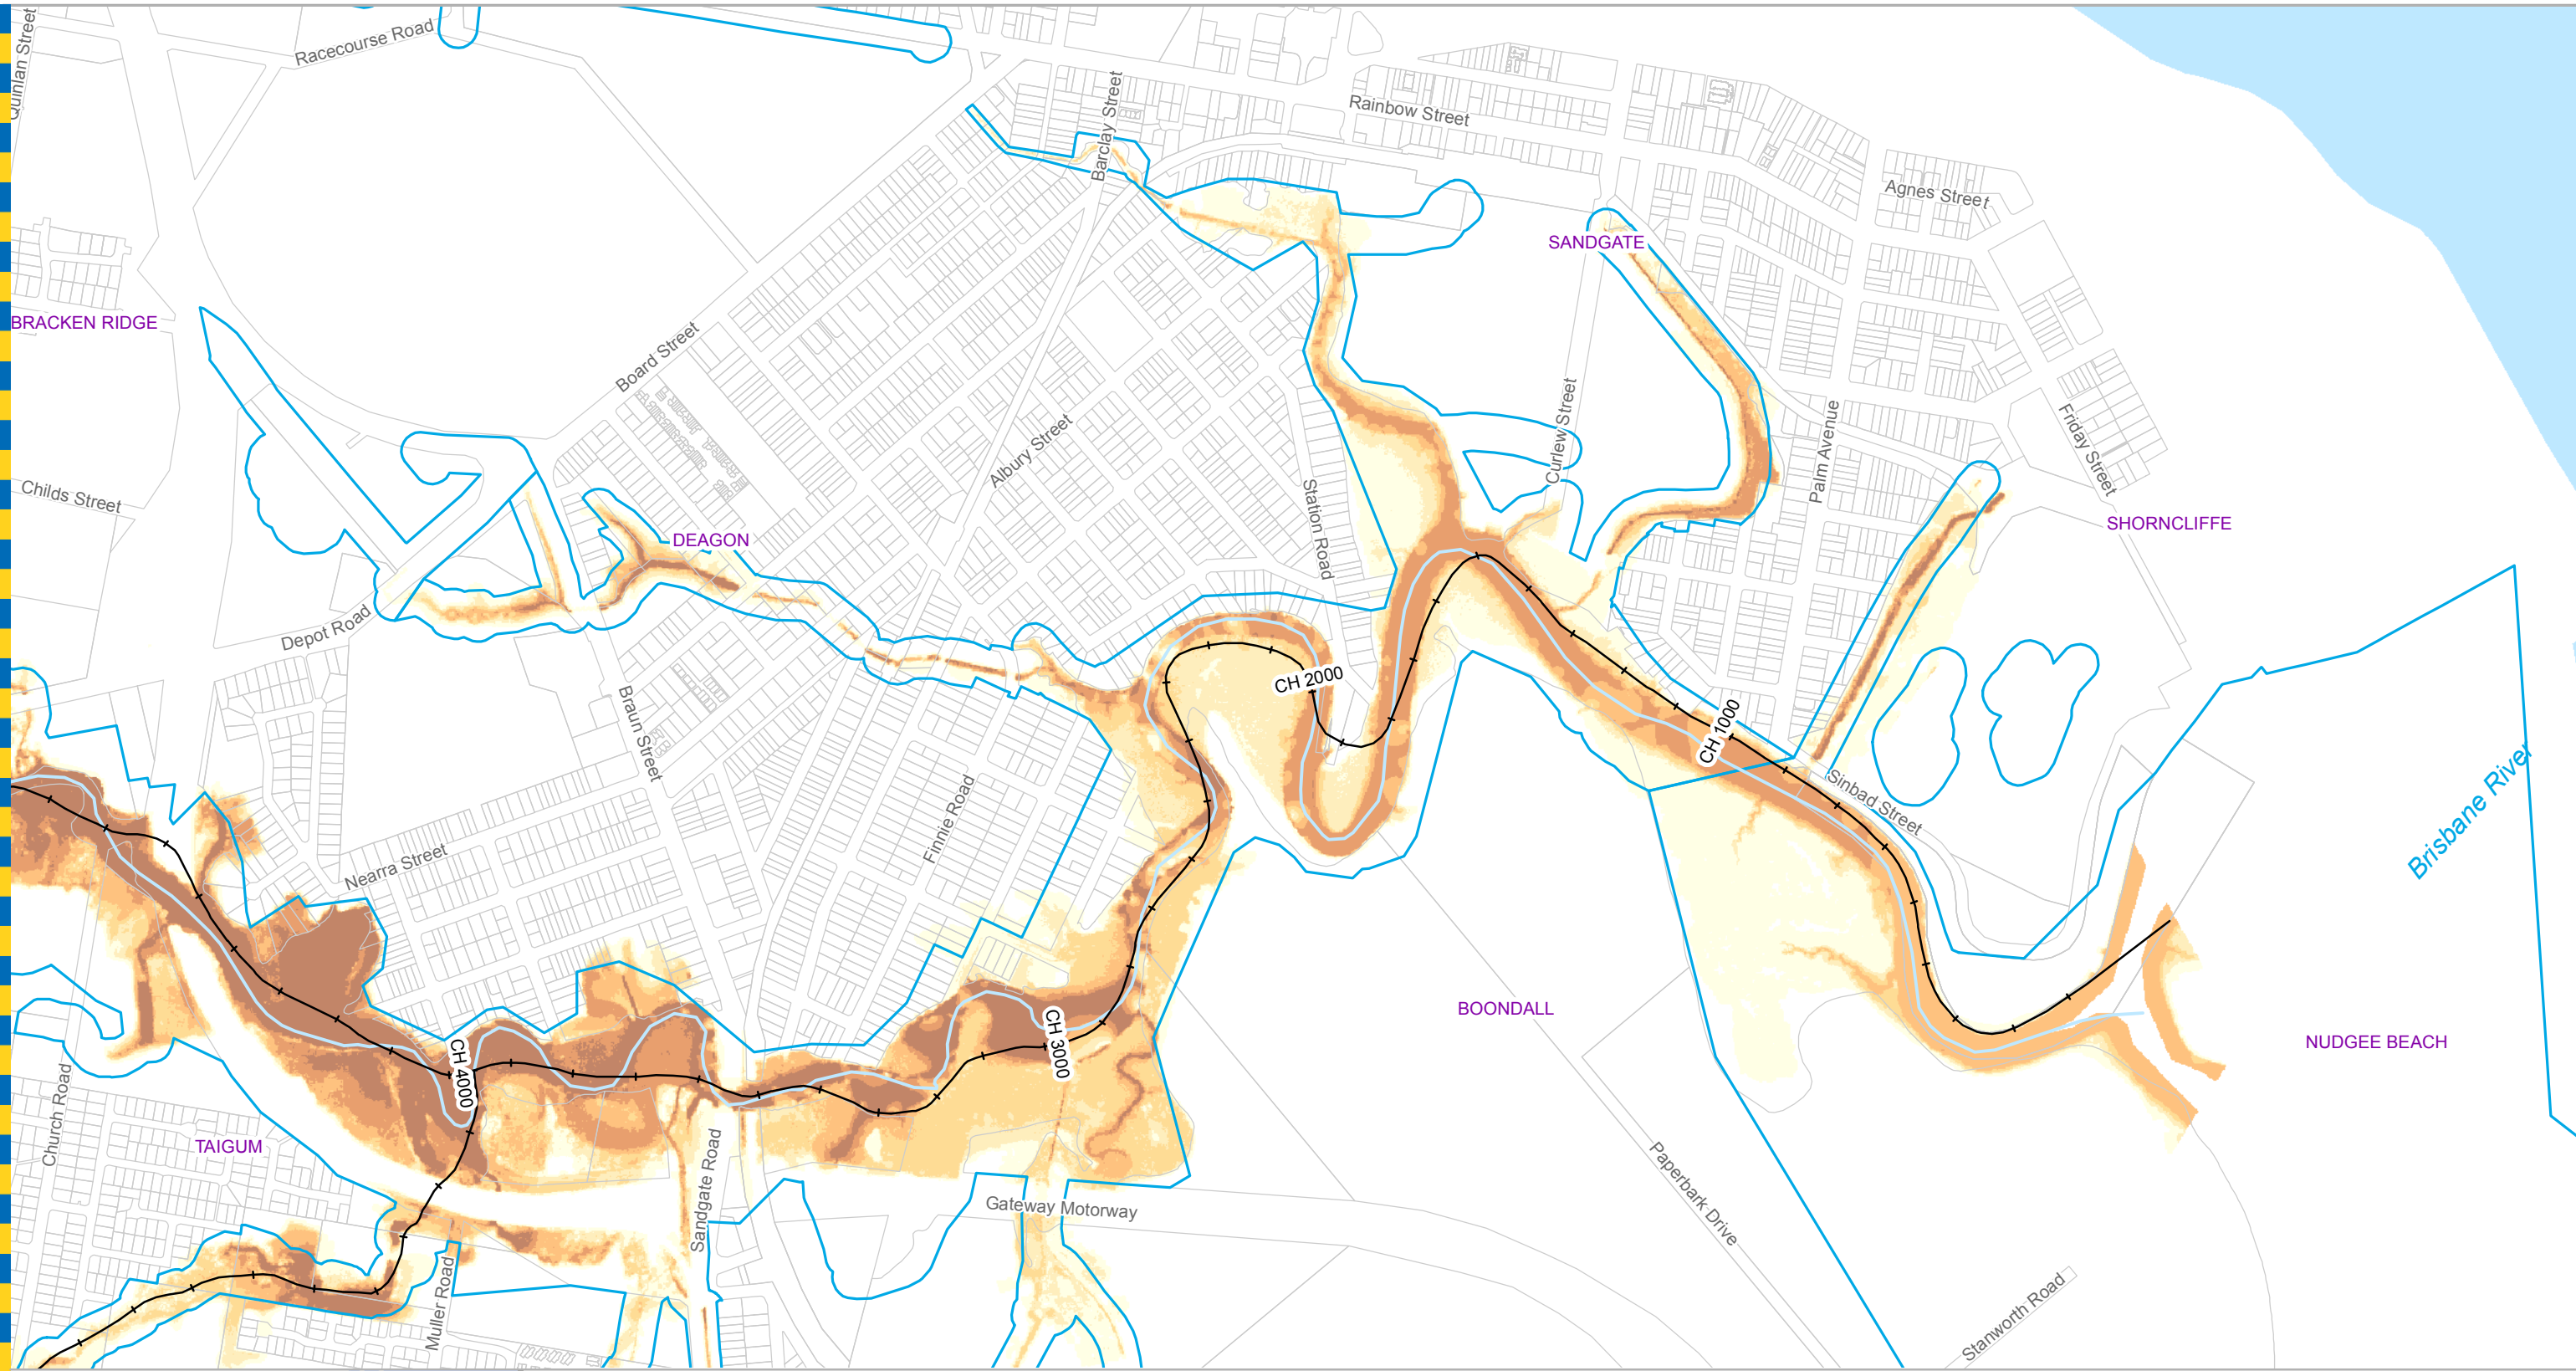 Quinlan Street
Racecourse Road
Barclay Street
Rainbow Street
Agnes Street
SANDGATE
BRACKEN RIDGE
Board Street
Albury Street
Station Road
Curlew Street
Palm Avenue
Friday Street
Childs Street
SHORNCLIFFE
DEAGON
Depot Road
Braun Street
CH 2000
CH 1000
Sinbad Street
Brisbane River
Finnie Road
Nearra Street
BOONDALL
NUDGEE BEACH
CH 3000
CH 4000
Church Road
TAIGUM
Sandgate Road
Gateway Motorway
Paperbark Drive
Muller Road
Stanworth Road